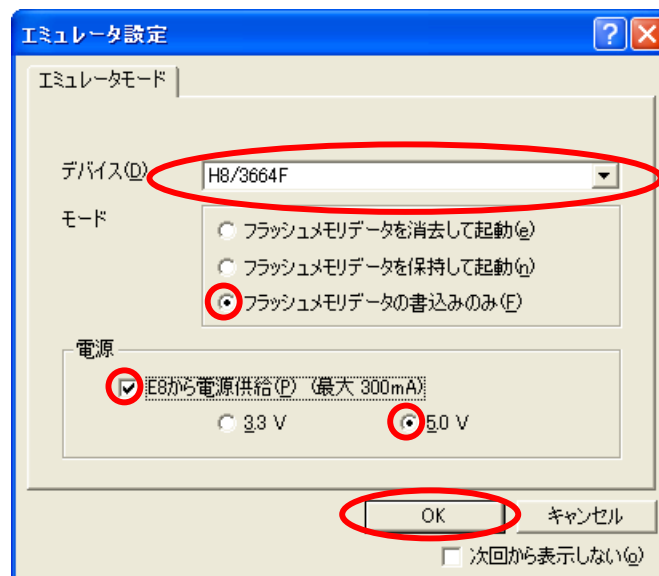 エミュレータ設定
エミュレータモード
デバイス(D)
H8/3664F
モード
フラッシュメモリデータを消去して起動(e)
フラッシュメモリデータを保持して起動(n)
フラッシュメモリデータの書込みのみ(F)
電源
E8から電源供給(P) (最大 300mA)
3.3 V
5.0 V
OK
キャンセル
次回から表示しない(o)